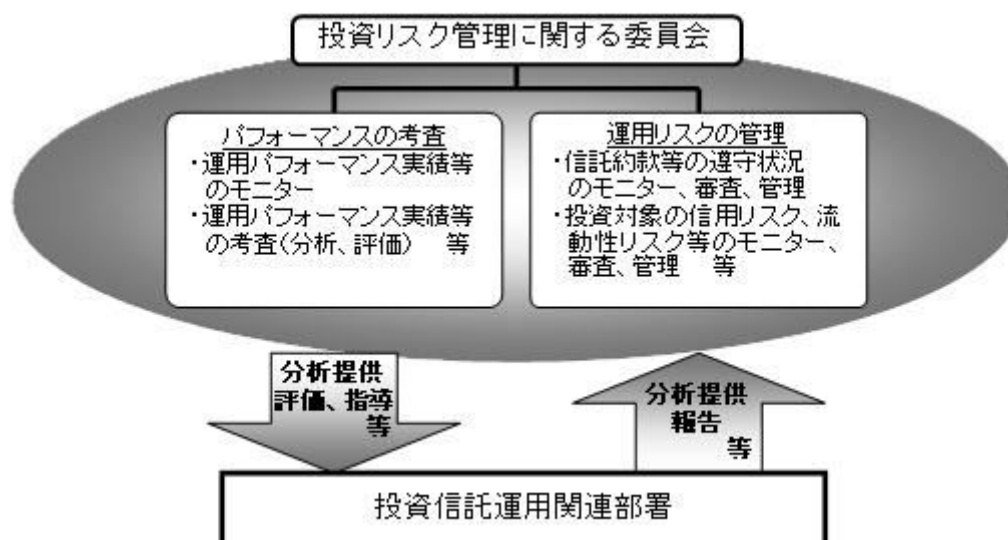 投資リスク管理に関する委員会
パフォーマンスの考査
・運用パフォーマンス実績等
のモニター
・運用パフォーマンス実績等
の考査(分析、評価) 等
運用リスクの管理
・信託約款等の遵守状況
のモニター、審査、管理
・投資対象の信用リスク、流
動性リスク等のモニター、
審査、管理 等
分析提供
評価、指導
等
分析提供
報告
等
投資信託運用関連部署